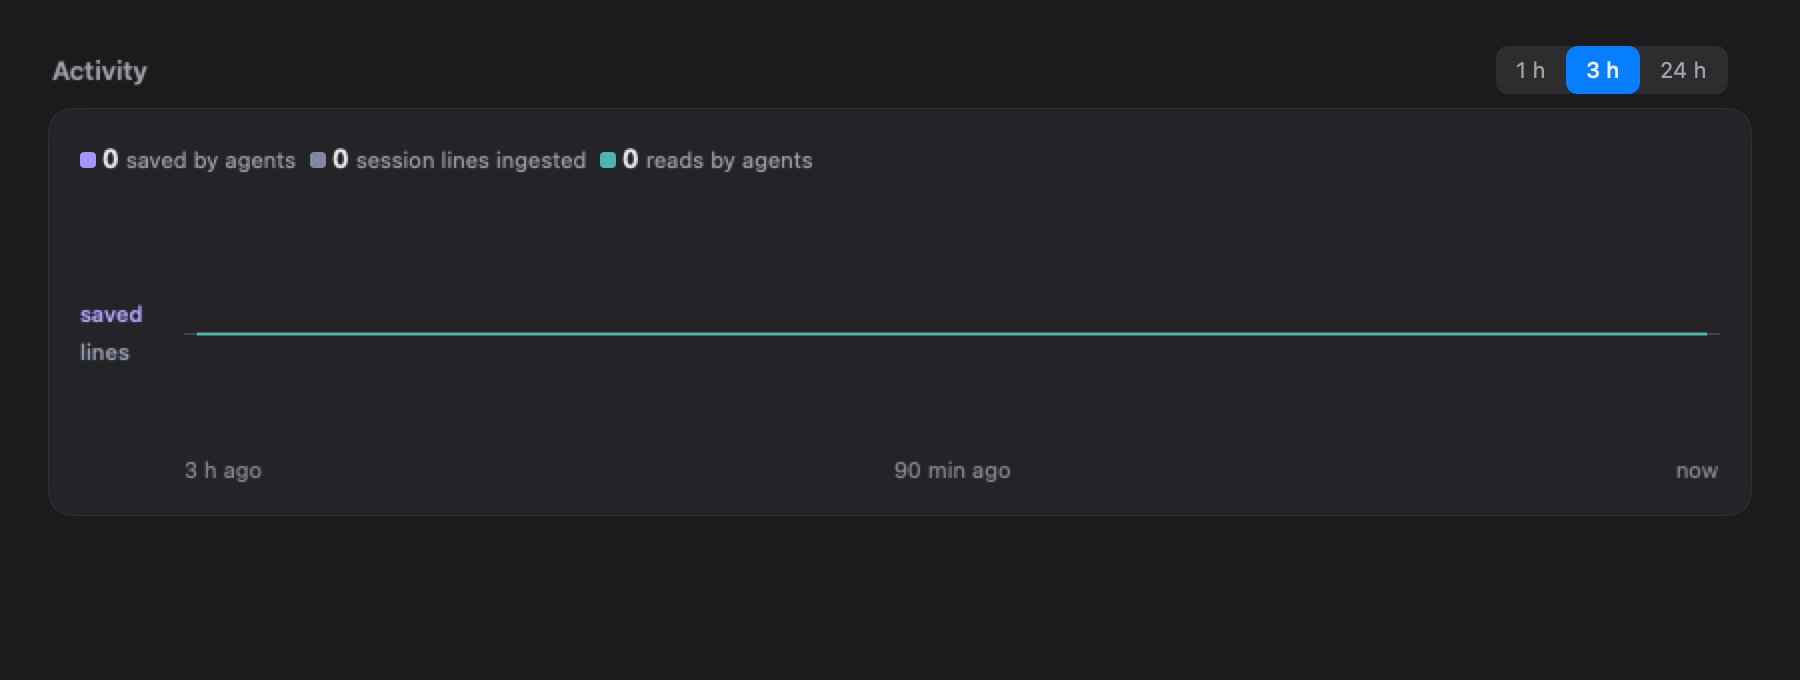 Activity
1 h 3 h 24 h
0 saved by agents 0 session lines ingested 0 reads by agents
saved
lines
3 h ago 90 min ago now